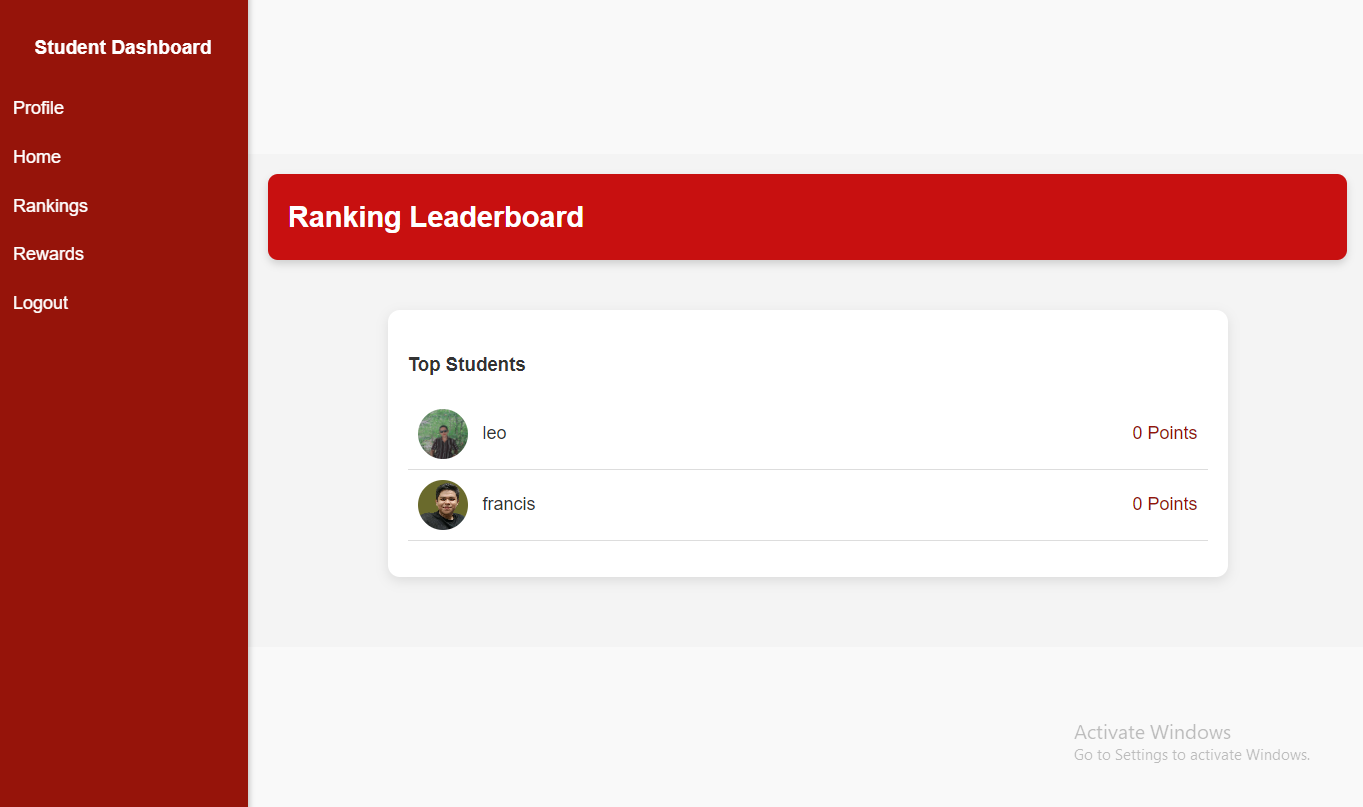 Student Dashboard
Profile
Home
Rankings
Rewards
Logout
Ranking Leaderboard
Top Students
leo 0 Points
francis 0 Points
Activate Windows
Go to Settings to activate Windows.